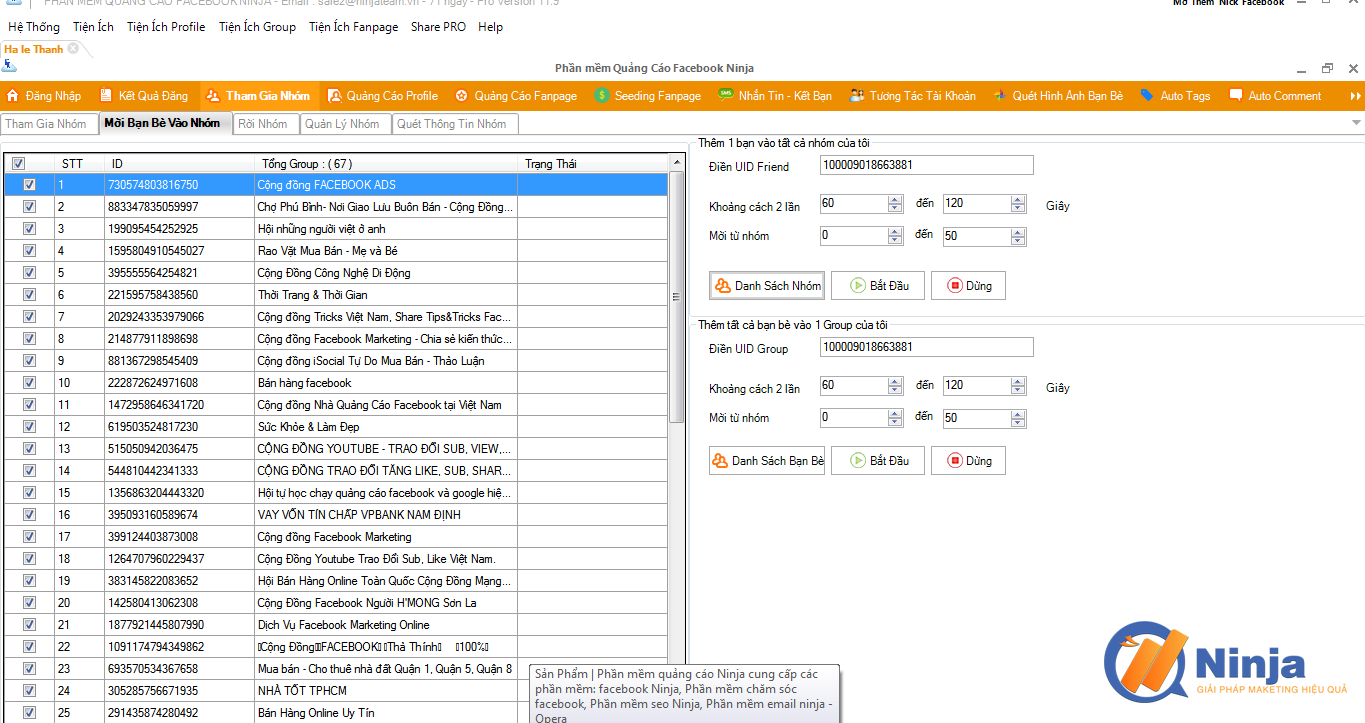 PHẦN MỀM QUẢNG CÁO FACEBOOK NINJA - Email : sale2@ninjateam.vn - 71 ngày - Pro Version 11.9
Mở Thêm Nick Facebook
Hệ Thống Tiện Ích Tiện Ích Profile Tiện Ích Group Tiện Ích Fanpage Share PRO Help
Ha le Thanh
Phần mềm Quảng Cáo Facebook Ninja
Đăng Nhập Kết Quả Đăng Tham Gia Nhóm Quảng Cáo Profile Quảng Cáo Fanpage Seeding Fanpage Nhắn Tin - Kết Bạn Tương Tác Tài Khoản Quét Hình Ảnh Bạn Bè Auto Tags Auto Comment
Tham Gia Nhóm Mời Bạn Bè Vào Nhóm Rời Nhóm Quản Lý Nhóm Quét Thông Tin Nhóm
STT ID Tổng Group : ( 67 ) Trạng Thái
1 730574803816750 Cộng đồng FACEBOOK ADS
2 883347835059997 Chợ Phú Bình- Nơi Giao Lưu Buôn Bán - Cộng Đồng...
3 199095454252925 Hội những người việt ở anh
4 1595804910545027 Rao Vặt Mua Bán - Mẹ và Bé
5 395555564254821 Cộng Đồng Công Nghệ Di Động
6 221595758438560 Thời Trang & Thời Gian
7 2029243353979066 Cộng đồng Tricks Việt Nam, Share Tips&Tricks Fac...
8 214877911898698 Cộng đồng Facebook Marketing - Chia sẻ kiến thức...
9 881367298545409 Cộng đồng iSocial Tự Do Mua Bán - Thảo Luận
10 222872624971608 Bán hàng facebook
11 1472958646341720 Cộng đồng Nhà Quảng Cáo Facebook tại Việt Nam
12 619503524817230 Sức Khỏe & Làm Đẹp
13 515050942036475 CỘNG ĐỒNG YOUTUBE - TRAO ĐỔI SUB, VIEW,...
14 544810442341333 CỘNG ĐỒNG TRAO ĐỔI TĂNG LIKE, SUB, SHAR...
15 1356863204443320 Hội tự học chạy quảng cáo facebook và google hiệ...
16 395093160589674 VAY VỐN TÍN CHẤP VPBANK NAM ĐỊNH
17 399124403873008 Cộng đồng Facebook Marketing
18 1264707960229437 Cộng Đồng Youtube Trao Đổi Sub, Like Việt Nam.
19 383145822083652 Hội Bán Hàng Online Toàn Quốc Cộng Đồng Mạng...
20 142580413062308 Cộng Đồng Facebook Người H'MONG Sơn La
21 1877921445807990 Dịch Vụ Facebook Marketing Online
22 1091174794349862 Cộng Đồng FACEBOOK Thả Thính 100%
23 693570534367658 Mua bán - Cho thuê nhà đất Quận 1, Quận 5, Quận 8
24 305285756671935 NHÀ TỐT TPHCM
25 291435874280492 Bán Hàng Online Uy Tín
Thêm 1 bạn vào tất cả nhóm của tôi
Điền UID Friend 100009018663881
Khoảng cách 2 lần 60 đến 120 Giây
Mời từ nhóm 0 đến 50
Danh Sách Nhóm Bắt Đầu Dừng
Thêm tất cả bạn bè vào 1 Group của tôi
Điền UID Group 100009018663881
Khoảng cách 2 lần 60 đến 120 Giây
Mời từ nhóm 0 đến 50
Danh Sách Bạn Bè Bắt Đầu Dừng
Sản Phẩm | Phần mềm quảng cáo Ninja cung cấp các
phần mềm: facebook Ninja, Phần mềm chăm sóc
facebook, Phần mềm seo Ninja, Phần mềm email ninja -
Opera
Ninja
GIẢI PHÁP MAKETING HIỆU QUẢ